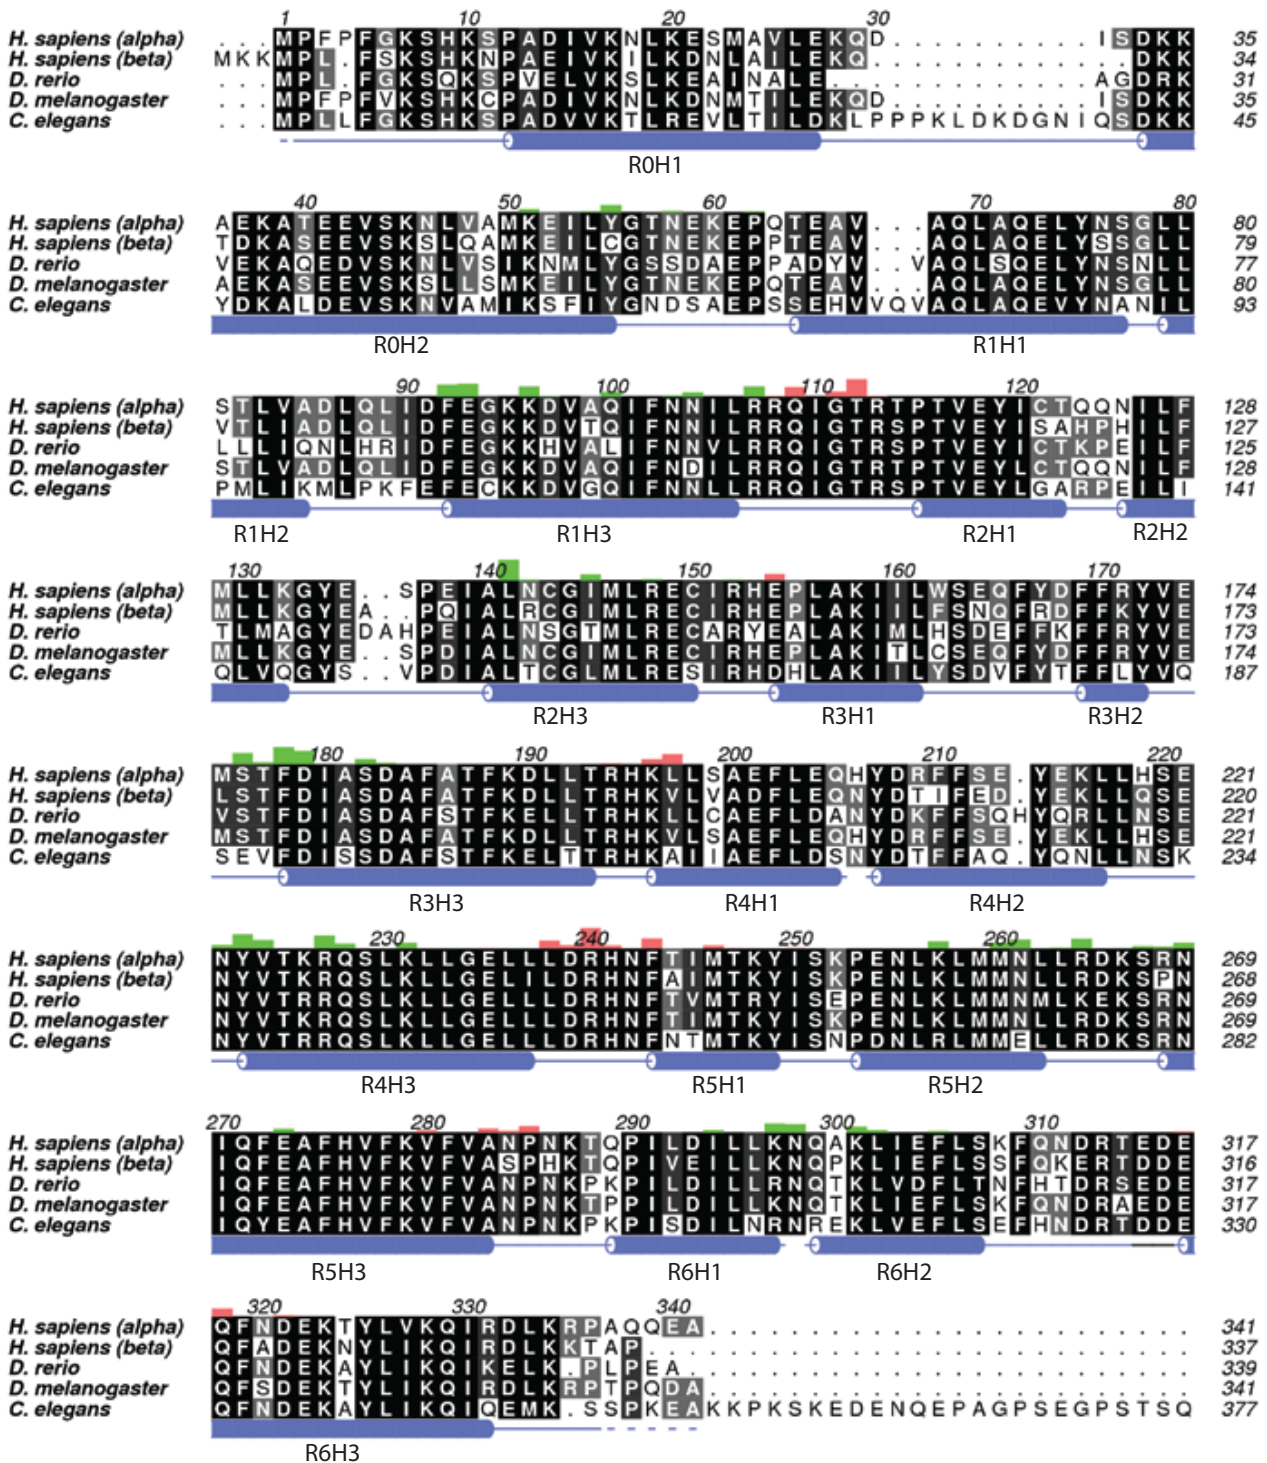 1 10 20 30
H. sapiens (alpha) . . . MPFPFGKSHKSPADIVKNLKESMAVLEKQD . . . . . . . . . . ISDKK 35
H. sapiens (beta) MKKMPL.FSKSHKNPAEIVKILKDNLAILEKQ . . . . . . . . . . . . . DKK 34
D. rerio . . . MPL.FGKSQKSPVELVKSLKEAINALE . . . . . . . . . . . . . AGDRK 31
D. melanogaster . . . MPFPFVKSHKCPADIVKNLKDNMTILEKQD . . . . . . . . . . ISDKK 35
C. elegans . . . MPLLFGKSHKSPADVVKTLREVLTILDKLPPPKLDKDGNIQSDKK 45
R0H1
40 50 60 70 80
H. sapiens (alpha) AEKATEEVSKNLVAMKEILYGTNEKEPQTEAV . . . AQLAQELYNSGLL 80
H. sapiens (beta) TDKASEEVSKSLQAMKEILCGTNEKEPPTEAV . . . AQLAQELYSSGLL 79
D. rerio VEKAQEDVSKNLVSIKNMLYGSSDAEPPADYV . . VAQLSQELYNSNLL 77
D. melanogaster AEKASEEVSKSLLSMKEILYGTNEKEPQTEAV . . . AQLAQELYNSGLL 80
C. elegans YDKALDEVSKNVAMIKSFIYGNDSAEPSSEHVVQVAQLAQEVYNANIL 93
R0H2 R1H1
90 100 110 120
H. sapiens (alpha) STLVADLQLIDFEGKKDVAQIFNNILRRQIGTRTPTVEYICTQQNILF 128
H. sapiens (beta) VTLIADLQLIDFEGKKDVTQIFNNILRRQIGTRSPTVEYISAHPHILF 127
D. rerio LLLIQNLHRIDFEGKKHVALIFNNVLRRQIGTRSPTVEYICTKPEILF 125
D. melanogaster STLVADLQLIDFEGKKDVAQIFNDILRRQIGTRTPTVEYLCTQQNILF 128
C. elegans PMLIKMLPKFEFECKKDVGQIFNNLLRRQIGTRSPTVEYLGARPEILI 141
R1H2 R1H3 R2H1 R2H2
130 140 150 160 170
H. sapiens (alpha) MLLKGYE . . SPEIALNCGIMLRECIRHEPLAKIILWSEQFYDFFRYVE 174
H. sapiens (beta) MLLKGYEA . . PQIALRCGIMLRECIRHEPLAKIILFSNQFRDFFKYVE 173
D. rerio TLMAGYEDAHPEIALNSGTMLRECARYEALAKIMLHSDEFFKFFRYVE 173
D. melanogaster MLLKGYE . . SPDIALNCGIMLRECIRHEPLAKITLCSEQFYDFFRYVE 174
C. elegans QLVQGYS . . VPDIALTCGLMLRESIRHDHLAKIILYSDVFYTFFLYVQ 187
R2H3 R3H1 R3H2
180 190 200 210 220
H. sapiens (alpha) MSTFDIASDAFATFKDLLTRHKLLSAEFLEQHYDRFFSE.YEKLLHSE 221
H. sapiens (beta) LSTFDIASDAFATFKDLLTRHKVLVADFLEQNYDTIFED.YEKLLQSE 220
D. rerio VSTFDIASDAFSTFKDLLTRHKLLCAEFLDANYDKFFSQHYQRLLNSE 221
D. melanogaster MSTFDIASDAFATFKDLLTRHKVLSAEFLEQHYDRFFSE.YEKLLHSE 221
C. elegans SEVFDISSDAFSTFKELTTRHKAIIAEFLDSNYDTFFAQ.YQNLLNSK 234
R3H3 R4H1 R4H2
230 240 250 260
H. sapiens (alpha) NYVTKRQSLKLLGELLLDRHNFTIMTKYISKPENLKLMMNLLRDKSRN 269
H. sapiens (beta) NYVTKRQSLKLLGELILDRHNFAIMTKYISKPENLKLMMNLLRDKSPN 268
D. rerio NYVTRRQSLKLLGELLLDRHNFTVMTRYISEPENLKLMMNMLKEKSRN 269
D. melanogaster NYVTKRQSLKLLGELLLDRHNFTIMTKYISKPENLKLMMNLLRDKSRN 269
C. elegans NYVTRRQSLKLLGELLLDRHNFNTMTKYISNPDNLRLMMELLRDKSRN 282
R4H3 R5H1 R5H2
270 280 290 300 310
H. sapiens (alpha) IQFEAFHVFKVFVANPNKTQPILDILLKNQAKLIEFLSKFQNDRTEDE 317
H. sapiens (beta) IQFEAFHVFKVFVASPHKTQPIVEILLKNQPKLIEFLSSFQKERTDDE 316
D. rerio IQFEAFHVFKVFVANPNKPKPILDILLRNQTKLVDFLTNFHTDRSEDE 317
D. melanogaster IQFEAFHVFKVFVANPNKTPPILDILLKNQTKLIEFLSKFQNDRAEDE 317
C. elegans IQYEAFHVFKVFVANPNKPKPISDILNRNREKLVEFLSEFHNDRTDDE 330
R5H3 R6H1 R6H2
320 330 340
H. sapiens (alpha) QFNDEKTYLVKQIRDLKRPAQQEA . . . . . . . . . . . . . . . . . . . . . . . . 341
H. sapiens (beta) QFADEKNYLIKQIRDLKKTAP . . . . . . . . . . . . . . . . . . . . . . . . . . . 337
D. rerio QFNDEKAYLIKQIKELK.PLPEA . . . . . . . . . . . . . . . . . . . . . . . . . 339
D. melanogaster QFSDEKTYLIKQIRDLKRPTPQDA . . . . . . . . . . . . . . . . . . . . . . . . 341
C. elegans QFNDEKAYLIKQIQEMK.SSPKEAKKPKSKEDENQEPAGPSEGPSTSQ 377
R6H3